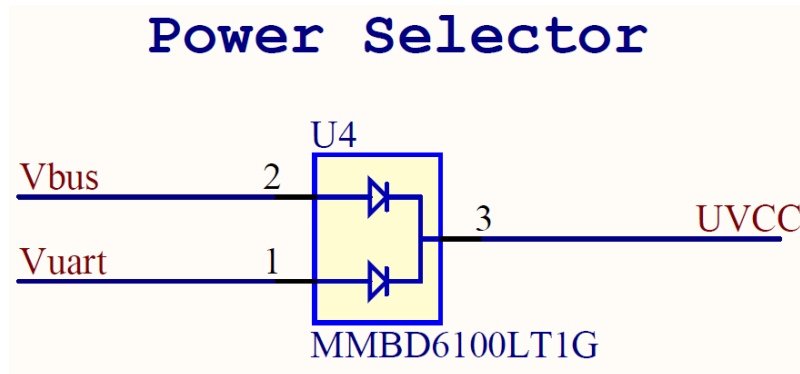 Power Selector
U4
Vbus 2
3 UVCC
Vuart 1
MMBD6100LT1G